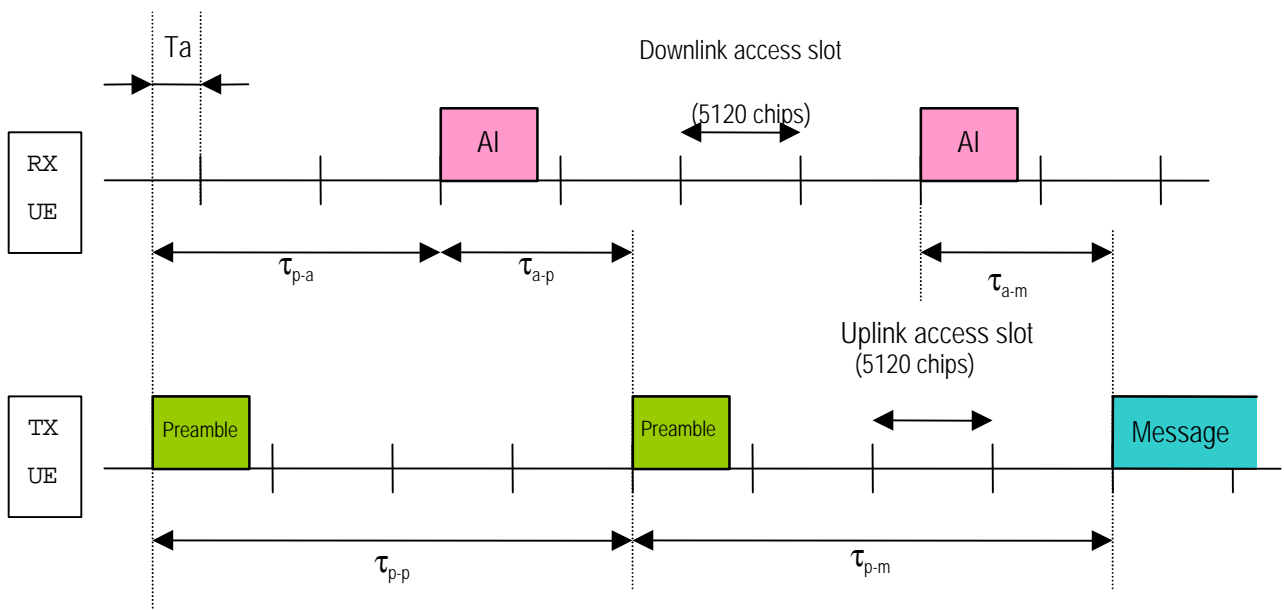 Ta
Downlink access slot
(5120 chips)
AI
AI
RX
UE
τp-a
τa-p
τa-m
Uplink access slot
(5120 chips)
TX
UE
Preamble
Preamble
Message
τp-p
τp-m